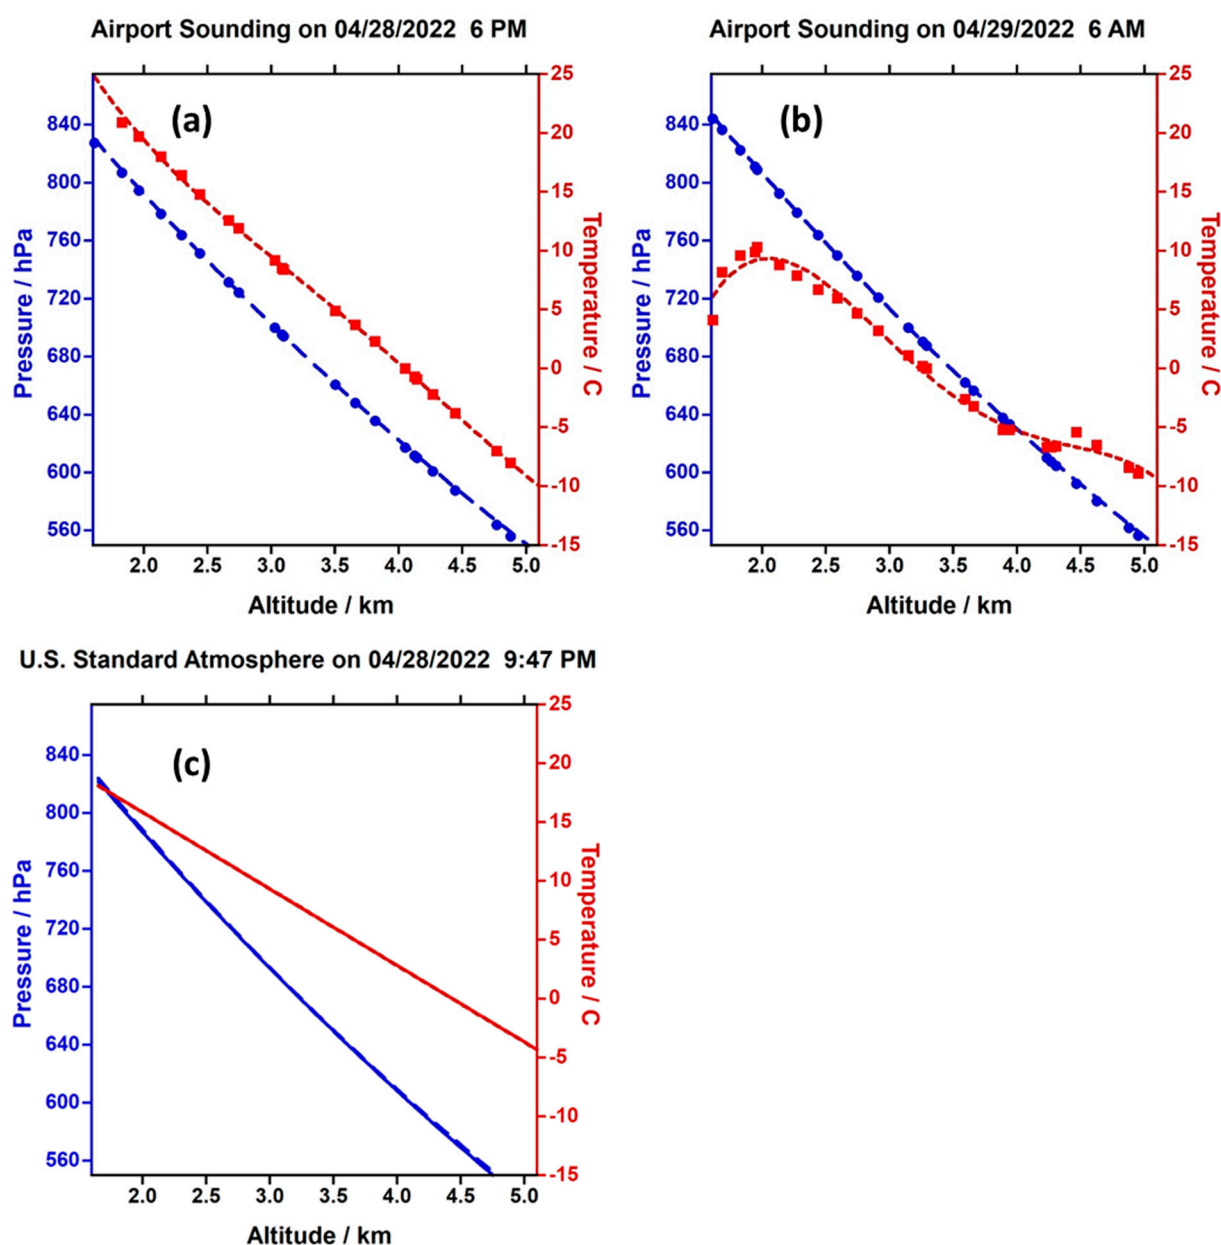 Airport Sounding on 04/28/2022 6 PM
(a)
840
800
760
720
680
640
600
560
Pressure / hPa
25
20
15
10
5
0
-5
-10
-15
Temperature / C
2.0 2.5 3.0 3.5 4.0 4.5 5.0
Altitude / km
Airport Sounding on 04/29/2022 6 AM
(b)
840
800
760
720
680
640
600
560
Pressure / hPa
25
20
15
10
5
0
-5
-10
-15
Temperature / C
2.0 2.5 3.0 3.5 4.0 4.5 5.0
Altitude / km
U.S. Standard Atmosphere on 04/28/2022 9:47 PM
(c)
840
800
760
720
680
640
600
560
Pressure / hPa
25
20
15
10
5
0
-5
-10
-15
Temperature / C
2.0 2.5 3.0 3.5 4.0 4.5 5.0
Altitude / km